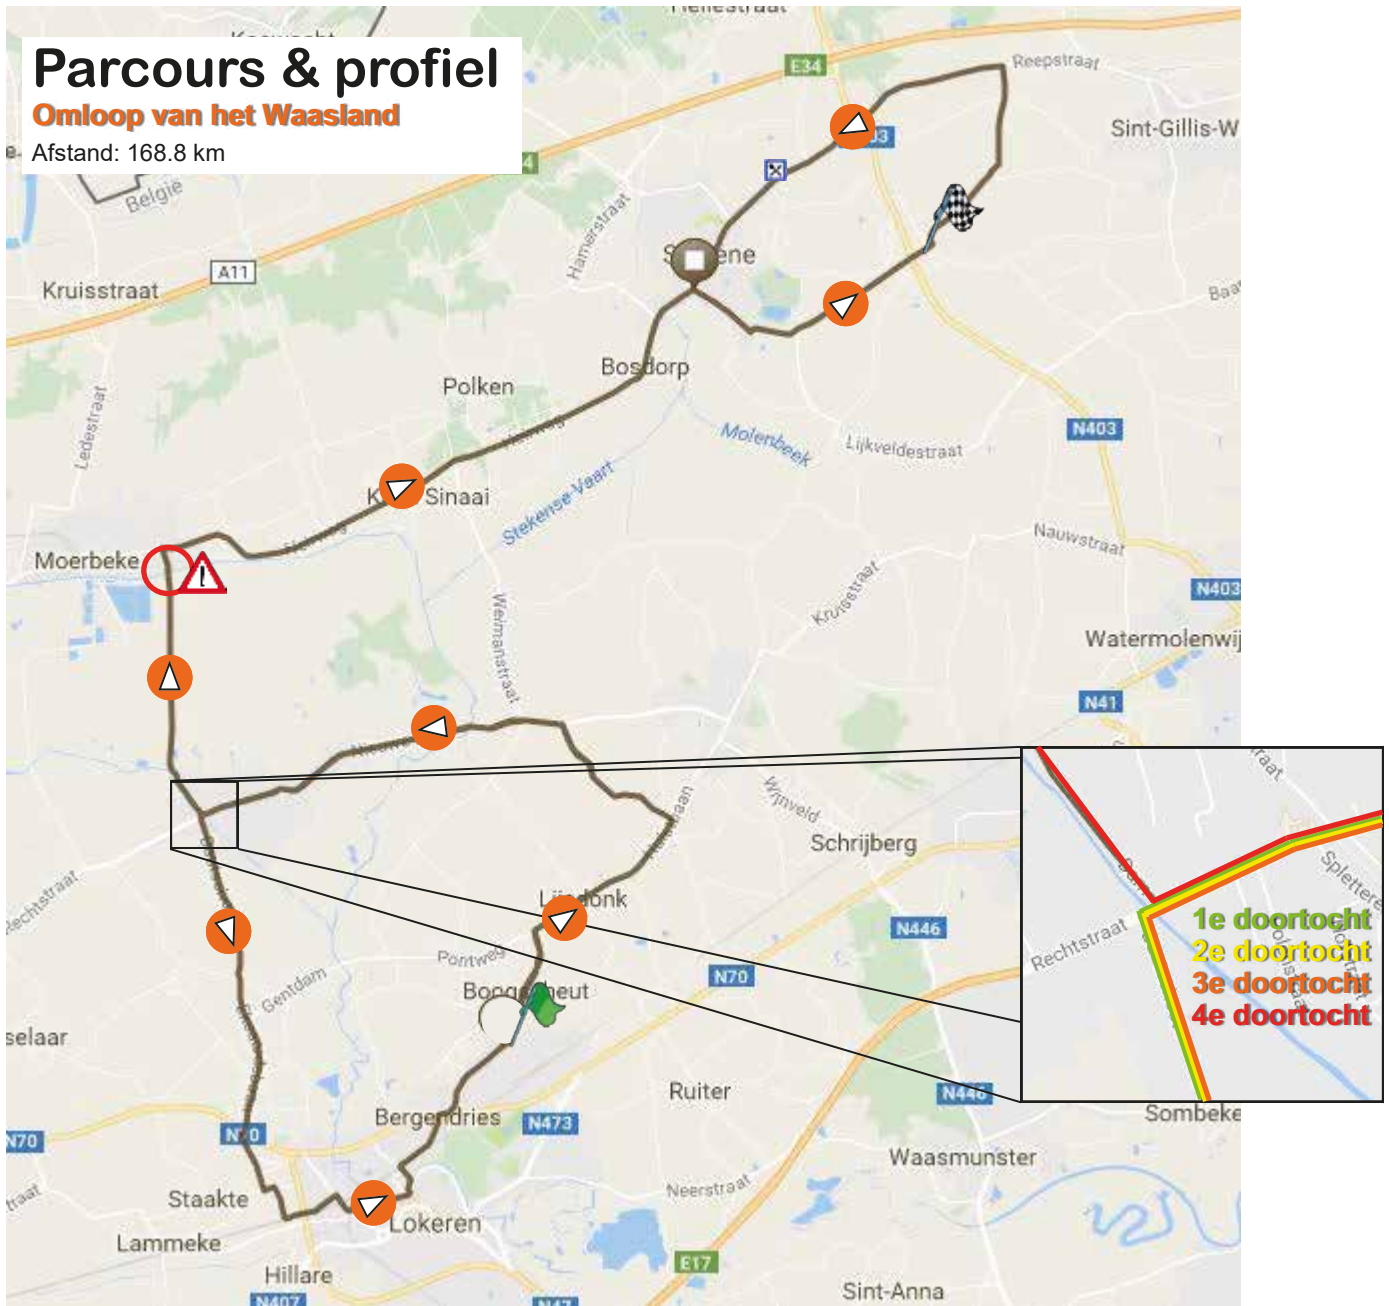 Parcours & profiel
Omloop van het Waasland
Afstand: 168.8 km
E34
Reepstraat
Sint-Gillis-W
België
Hamerstraat
A11
Kruisstraat
Bosdorp
Polken
Ledestraat
Molenbeek
Lijkveldestraat
N403
Sinaai
Stekense Vaart
Nauwstraat
Moerbeke
Kruisstraat
N403
Weimanstraat
Watermolenwij
N41
Wijnveld
Schrijberg
Rechtstraat
N446
Pontweg
N70
Gentdam
selaar
Ruiter
N446
Bergendries
N473
N70
N70
Sombeke
Waasmunster
Neerstraat
Staakte
Lokeren
Lammeke
E17
Hillare
Sint-Anna
N407
N47
Rechtstraat
1e doortocht
2e doortocht
3e doortocht
4e doortocht